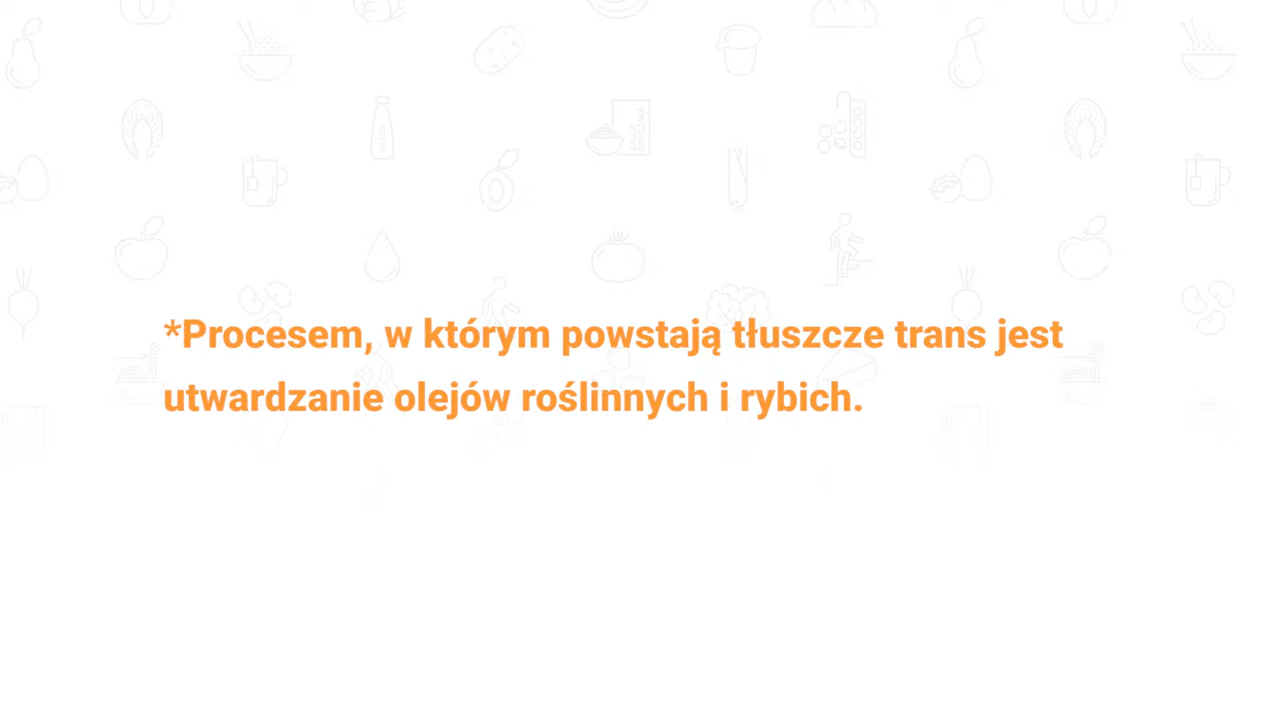 *Procesem, w którym powstają tłuszcze trans jest
utwardzanie olejów roślinnych i rybich.